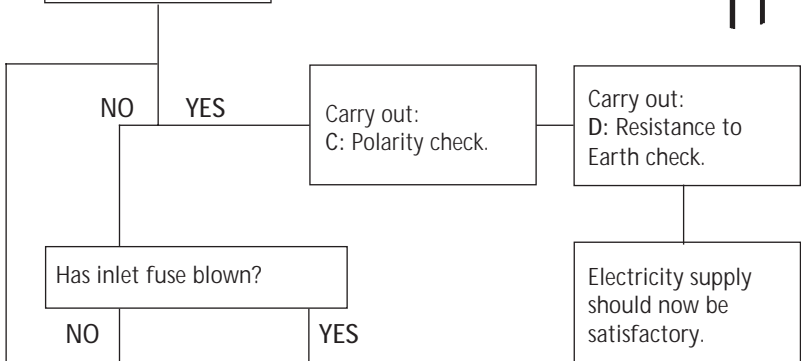 NO YES
Carry out:
C: Polarity check.
Carry out:
D: Resistance to
Earth check.
Has inlet fuse blown?
NO YES
Electricity supply
should now be
satisfactory.